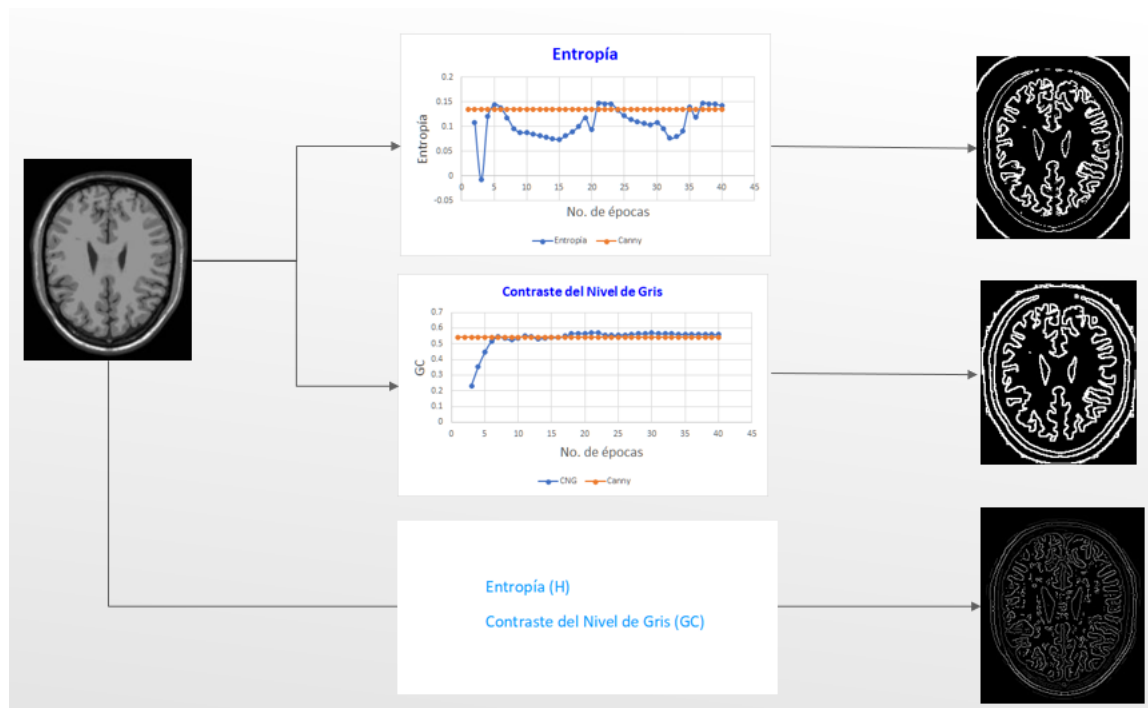 Entropía
0.2
0.15
0.1
0.05
0
-0.05
Entropía
0 5 10 15 20 25 30 35 40 45
No. de épocas
Entropía Canny
Contraste del Nivel de Gris
0.7
0.6
0.5
0.4
0.3
0.2
0.1
0
GC
0 5 10 15 20 25 30 35 40 45
No. de épocas
CNG Canny
Entropía (H)
Contraste del Nivel de Gris (GC)